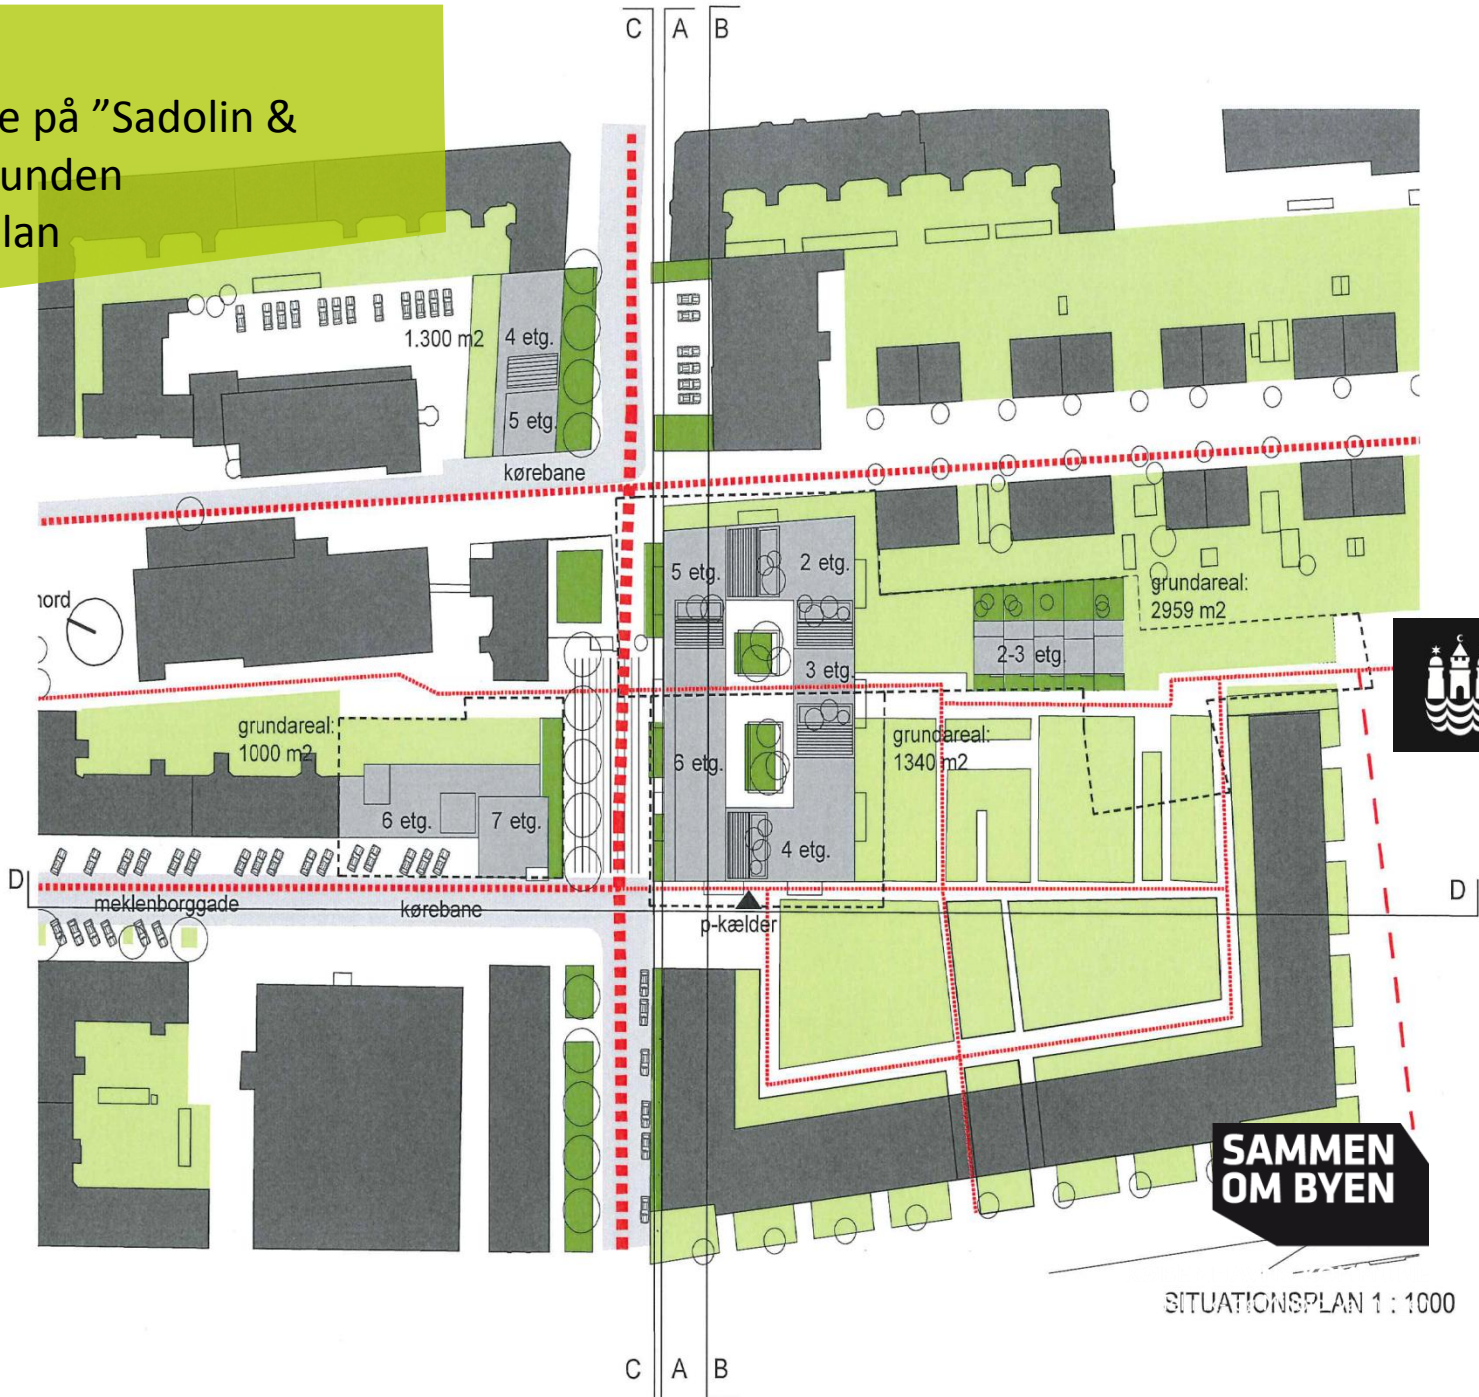 C A B
e på ”Sadolin &
unden
lan
1.300 m2
4 etg.
5 etg.
kørebane
5 etg.
2 etg.
grundareal:
2959 m2
nord
2-3 etg.
3 etg.
grundareal:
1000 m2
grundareal:
1340 m2
6 etg.
6 etg.
7 etg.
4 etg.
D
D
meklenborggade
kørebane
p-kælder
SAMMEN
OM BYEN
SITUATIONSPLAN 1 : 1000
C A B